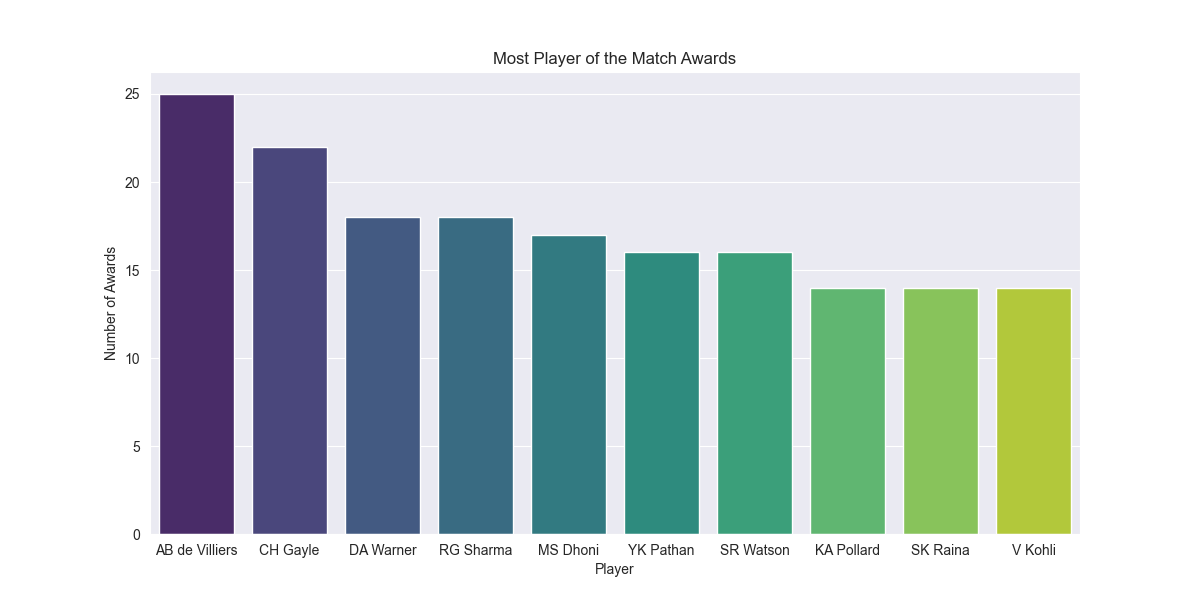 Most Player of the Match Awards
25
20
15
10
5
0
Number of Awards
AB de Villiers CH Gayle DA Warner RG Sharma MS Dhoni YK Pathan SR Watson KA Pollard SK Raina V Kohli
Player